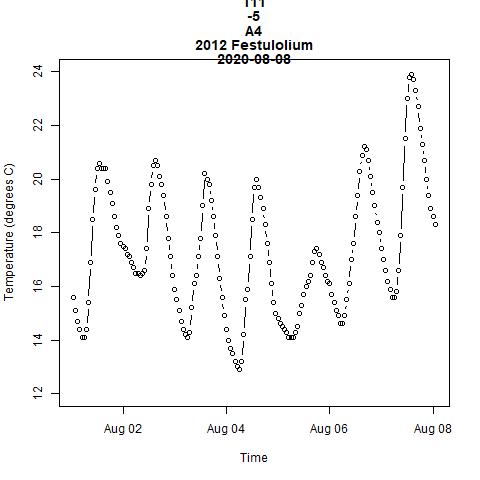 T11
-5
A4
2012 Festulolium
2020-08-08
24
22
20
18
16
14
12
Temperature (degrees C)
Aug 02
Aug 04
Aug 06
Aug 08
Time